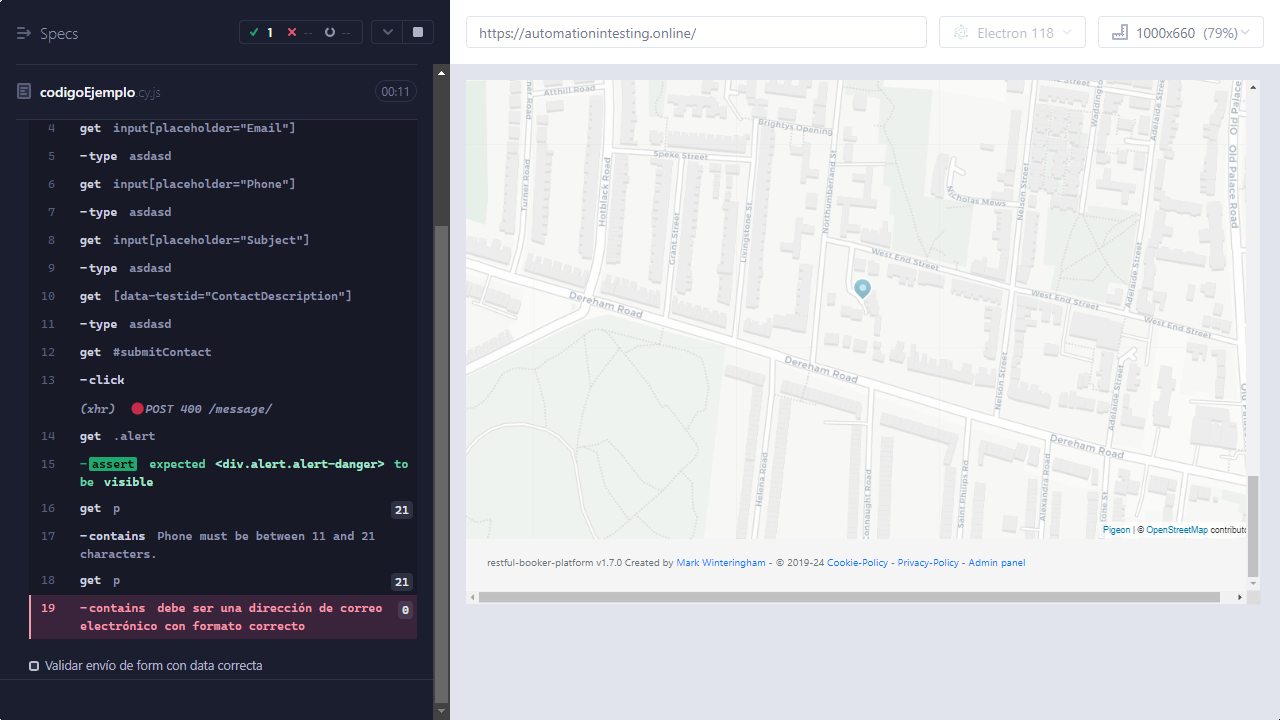 Specs
1
--
--
https://automationintesting.online/
Electron 118
1000x660 (79%)
codigoEjemplo.cy.js
00:11
4 get input[placeholder="Email"]
5 -type asdasd
6 get input[placeholder="Phone"]
7 -type asdasd
8 get input[placeholder="Subject"]
9 -type asdasd
10 get [data-testid="ContactDescription"]
11 -type asdasd
12 get #submitContact
13 -click
(xhr) POST 400 /message/
14 get .alert
15 -assert expected <div.alert.alert-danger> to
be visible
16 get p 21
17 -contains Phone must be between 11 and 21
characters.
18 get p 21
19 -contains debe ser una dirección de correo 0
electrónico con formato correcto
Validar envío de form con data correcta
Atthill Road
Brightys Opening
Speke Street
Turner Road
Hotblack Road
Grant Street
Livingstone St
Northumberland St
Nicholas Mews
Nelson Street
Adelaide Street
Old Palace Road
West End Street
West End Street
West End Street
Adelaide Street
Dereham Road
Dereham Road
Dereham Road
Nelson Street
Adelaide Street
Helena Road
Saint Philips Rd
Alexandra Road
Pigeon | © OpenStreetMap
restful-booker-platform v1.7.0 Created by Mark Winteringham - © 2019-24 Cookie-Policy - Privacy-Policy - Admin panel